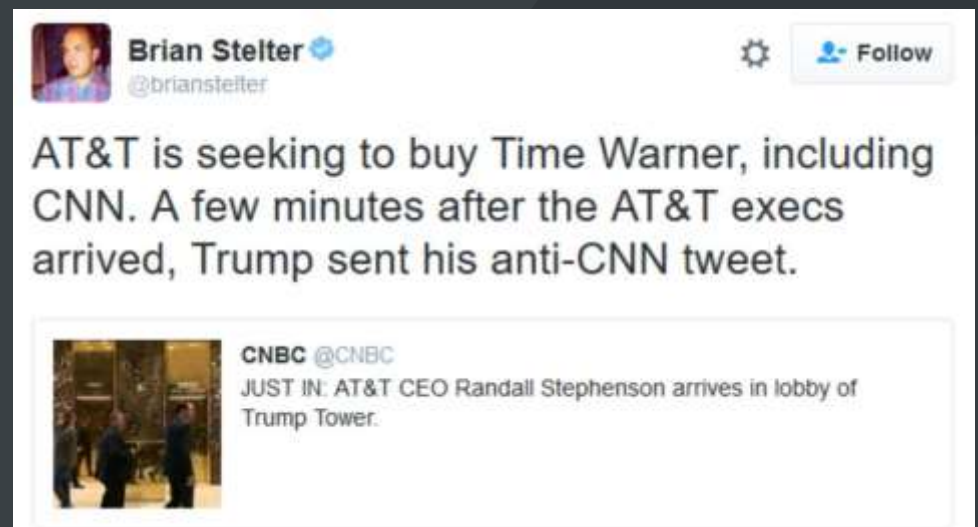 Brian Stelter
@brianstelter
Follow
AT&T is seeking to buy Time Warner, including
CNN. A few minutes after the AT&T execs
arrived, Trump sent his anti-CNN tweet.
CNBC @CNBC
JUST IN: AT&T CEO Randall Stephenson arrives in lobby of
Trump Tower.